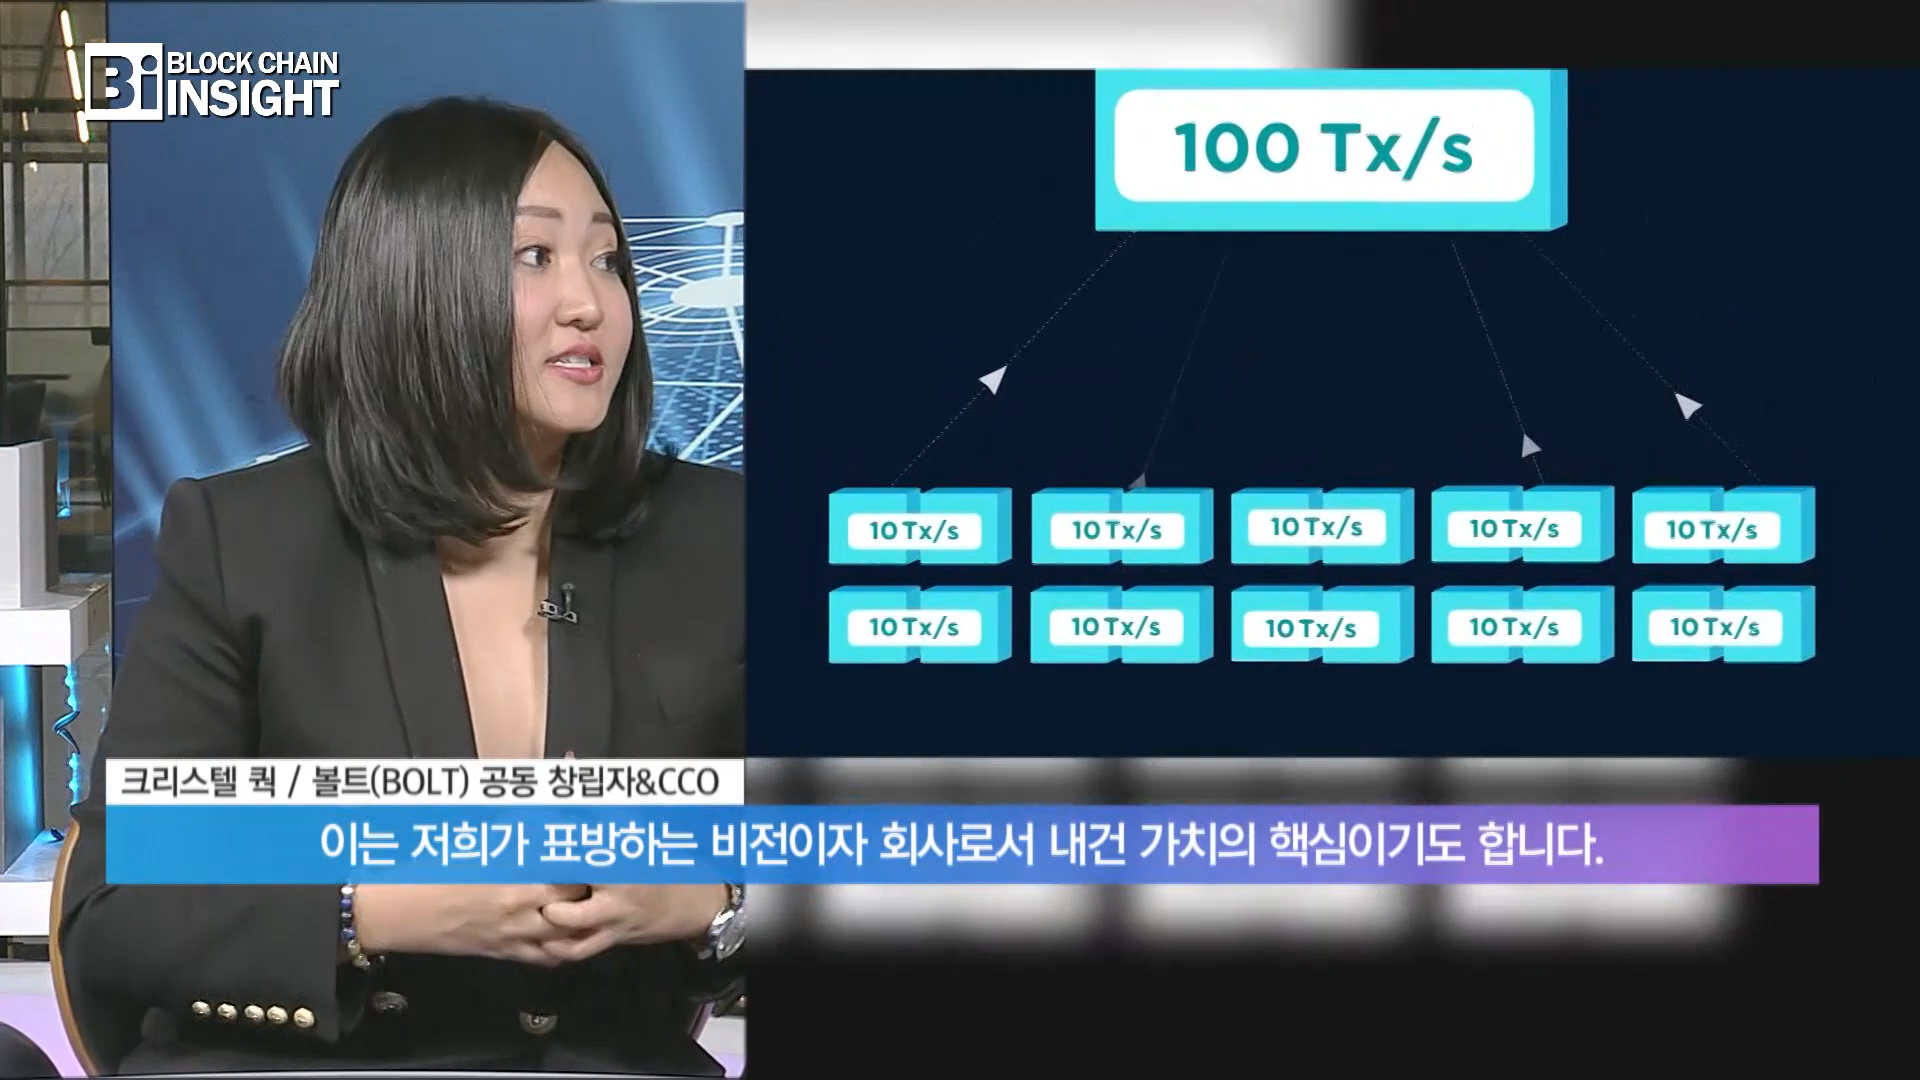 Bi BLOCK CHAIN
INSIGHT
100 Tx/s
10 Tx/s 10 Tx/s 10 Tx/s 10 Tx/s 10 Tx/s
10 Tx/s 10 Tx/s 10 Tx/s 10 Tx/s 10 Tx/s
크리스텔 퀙 / 볼트(BOLT) 공동 창립자&CCO
이는 저희가 표방하는 비전이자 회사로서 내건 가치의 핵심이기도 합니다.